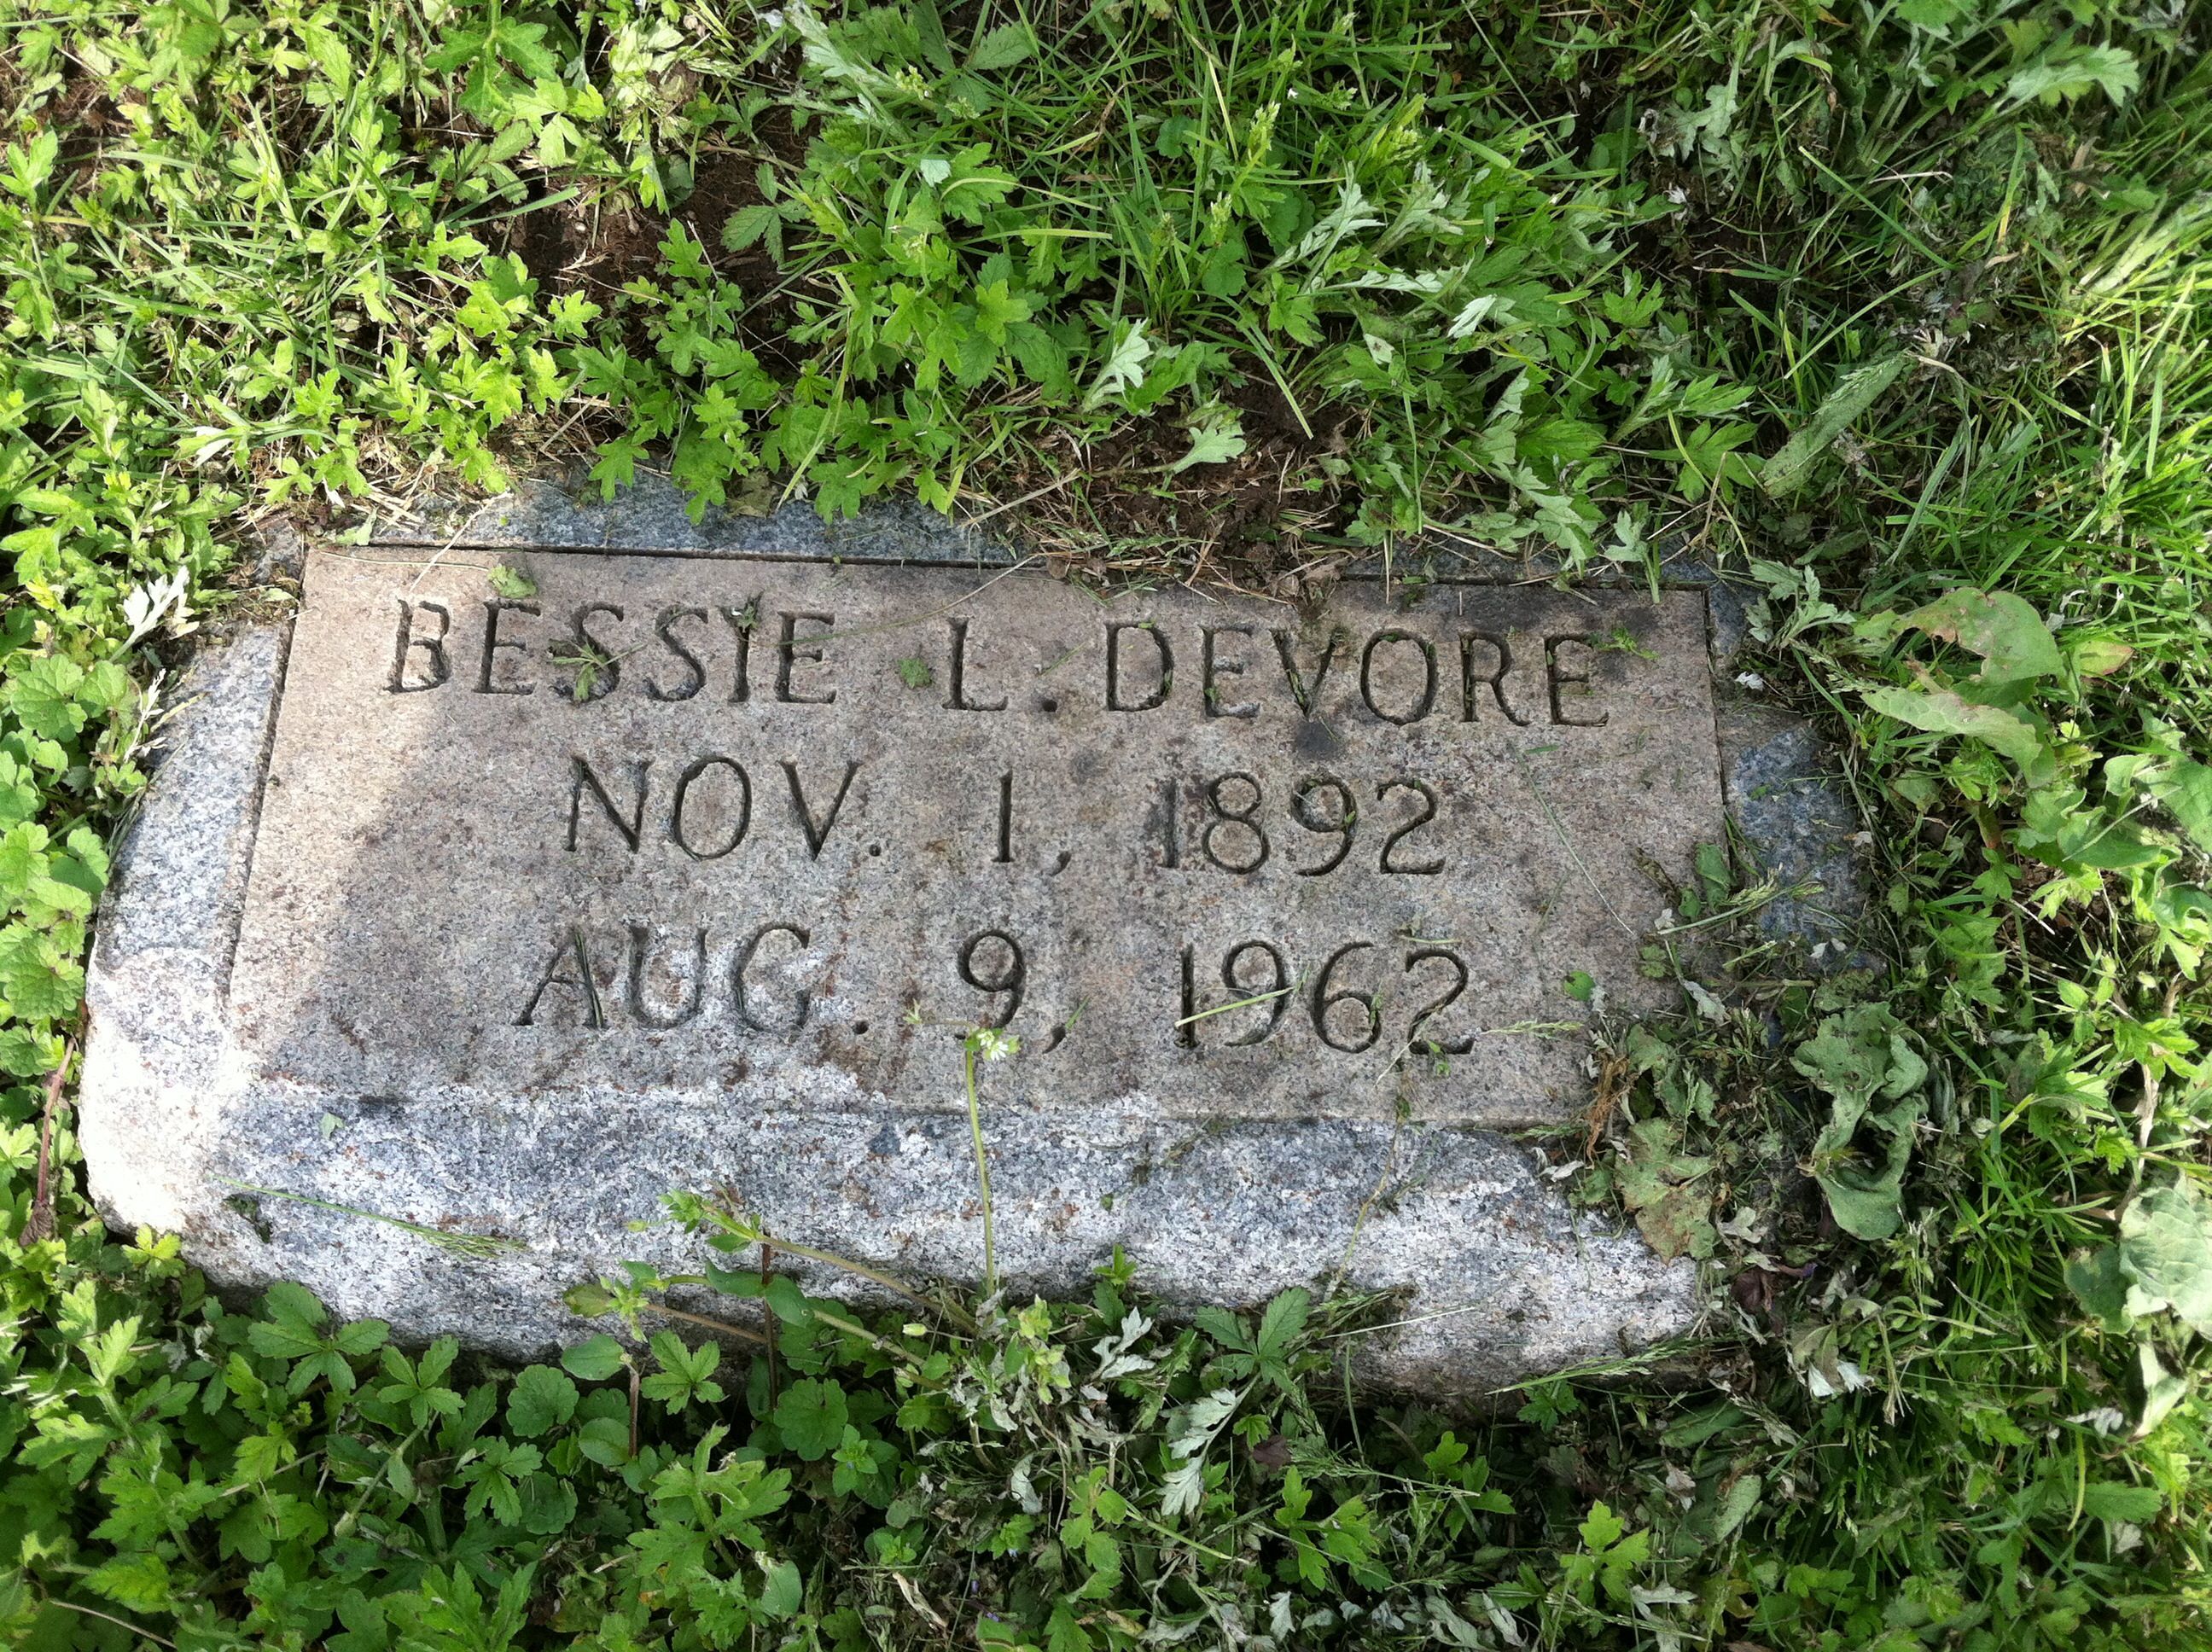 BESSIE L. DEVORE
NOV. 1, 1892
AUG. 9, 1962